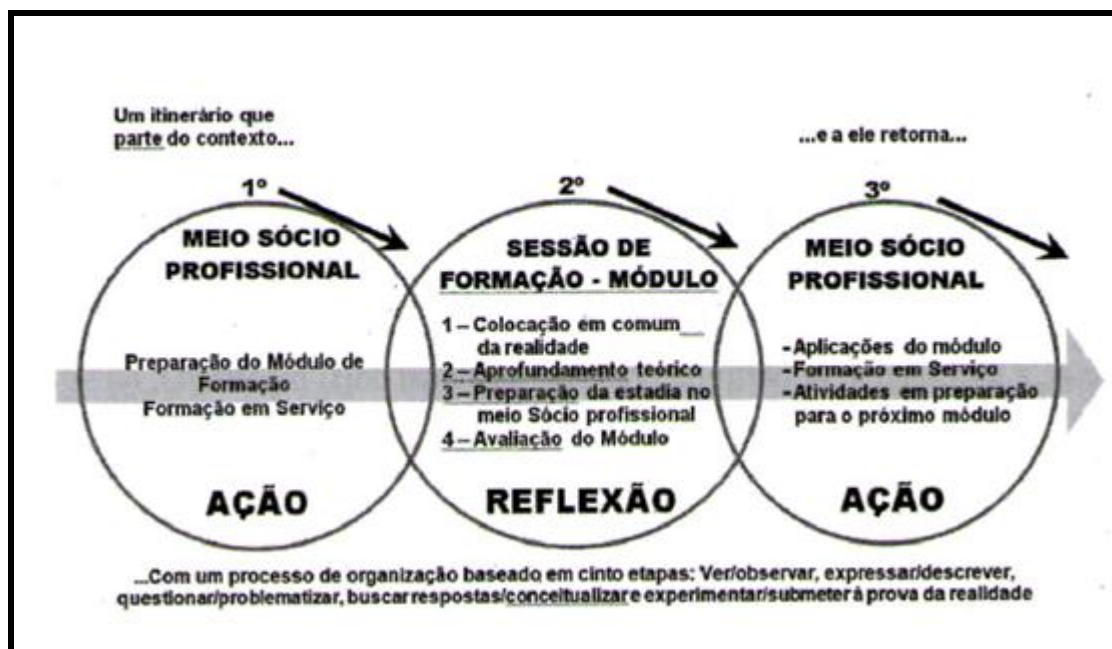 Um itinerário que
parte do contexto...
...e a ele retorna...
1º
MEIO SÓCIO
PROFISSIONAL
Preparação do Módulo de
Formação
Formação em Serviço
AÇÃO
2º
SESSÃO DE
FORMAÇÃO - MÓDULO
1 – Colocação em comum
da realidade
2 – Aprofundamento teórico
3 – Preparação da estadia no
meio Sócio profissional
4 – Avaliação do Módulo
REFLEXÃO
3º
MEIO SÓCIO
PROFISSIONAL
- Aplicações do módulo
- Formação em Serviço
- Atividades em preparação
para o próximo módulo
AÇÃO
...Com um processo de organização baseado em cinto etapas: Ver/observar, expressar/descrever,
questionar/problematizar, buscar respostas/conceitualizar e experimentar/submeter à prova da realidade